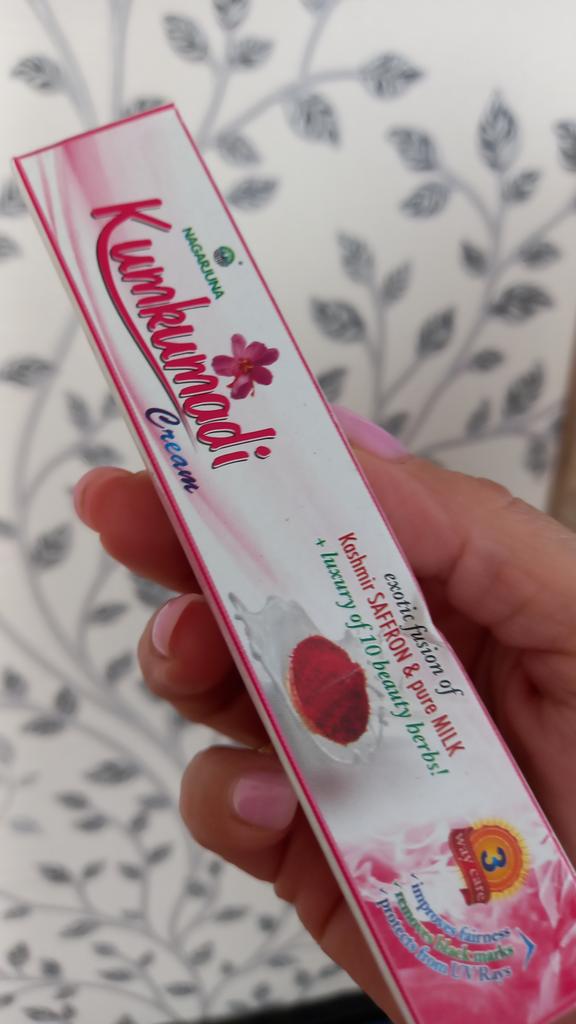 NAGARJUNA
Kumkumadi
Cream
exotic fusion of
Kashmir SAFFRON & pure MILK
+ luxury of 10 beauty herbs!
3
way care
✓ improves fairness
✓ removes black marks
✓ protects from UV Rays